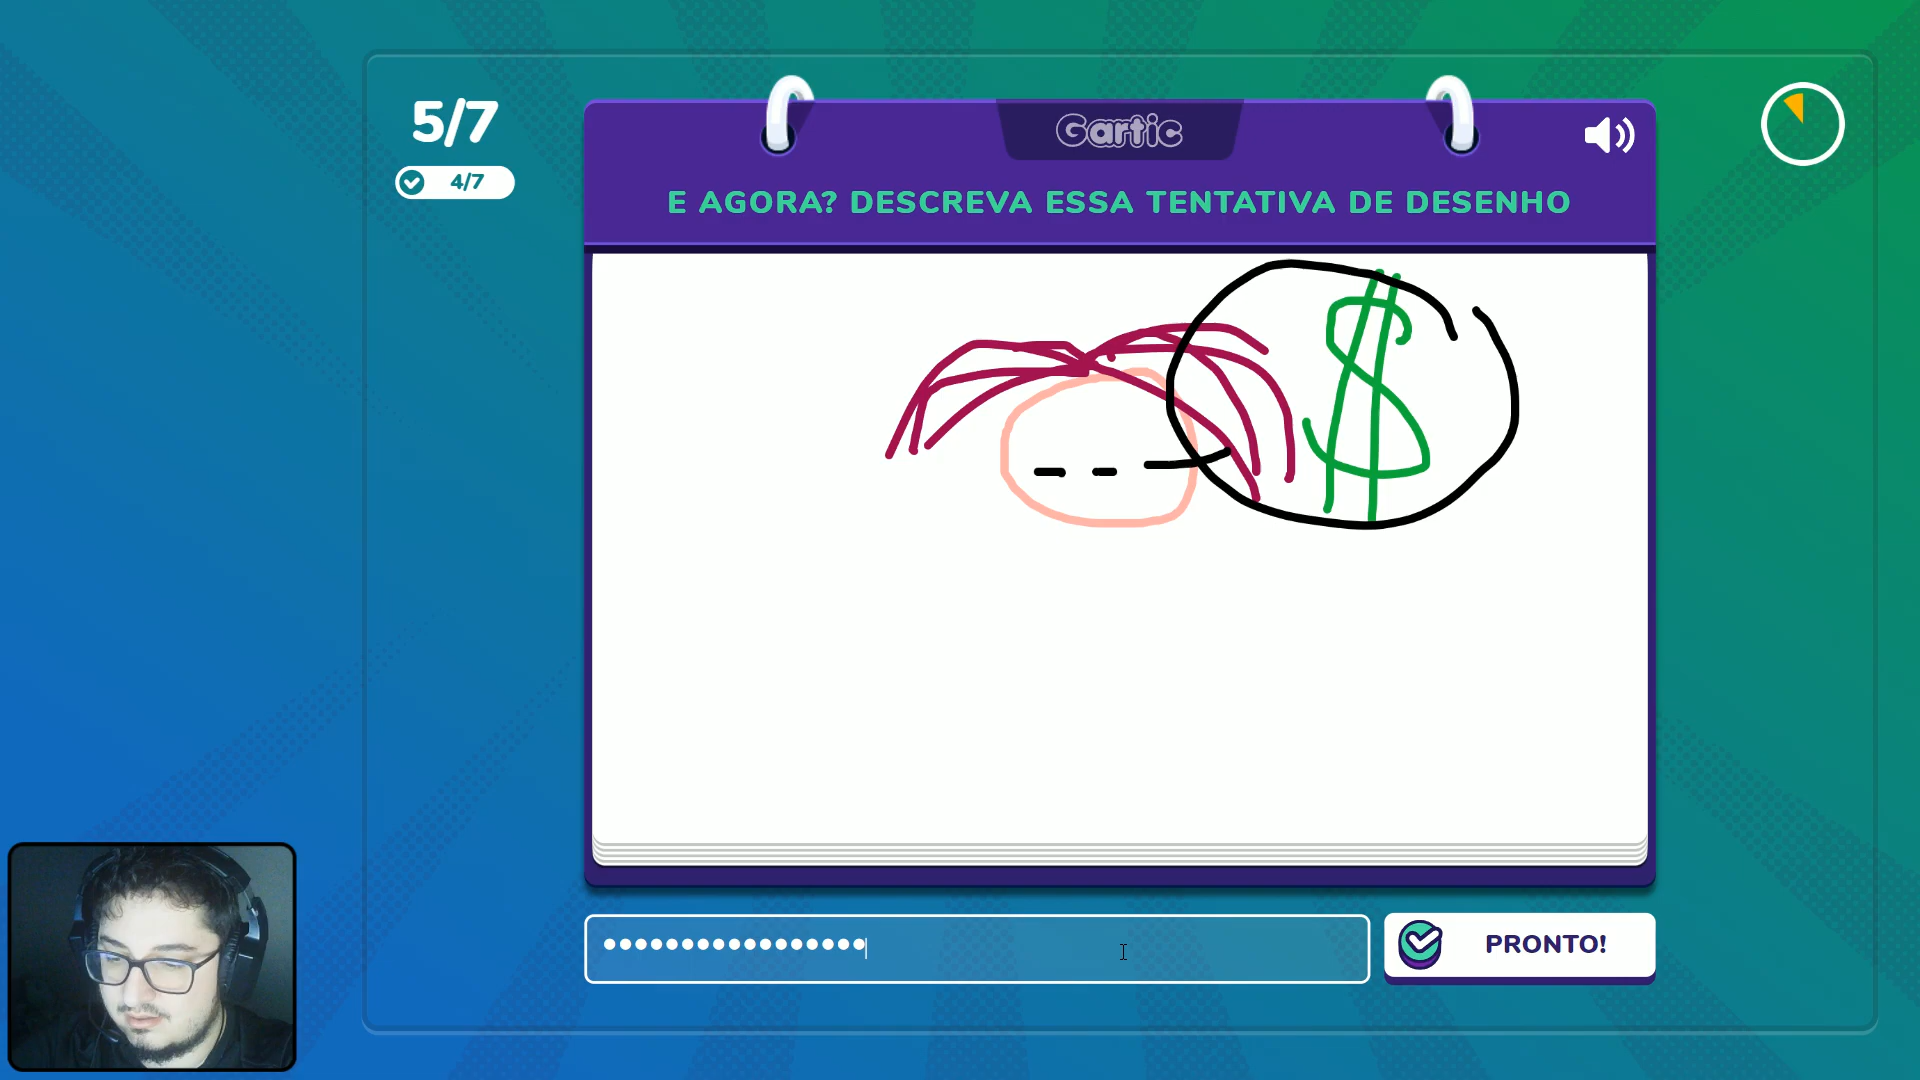 5/7
4/7
Gartic
E AGORA? DESCREVA ESSA TENTATIVA DE DESENHO
$
●●●●●●●●●●●●●●●●●
PRONTO!